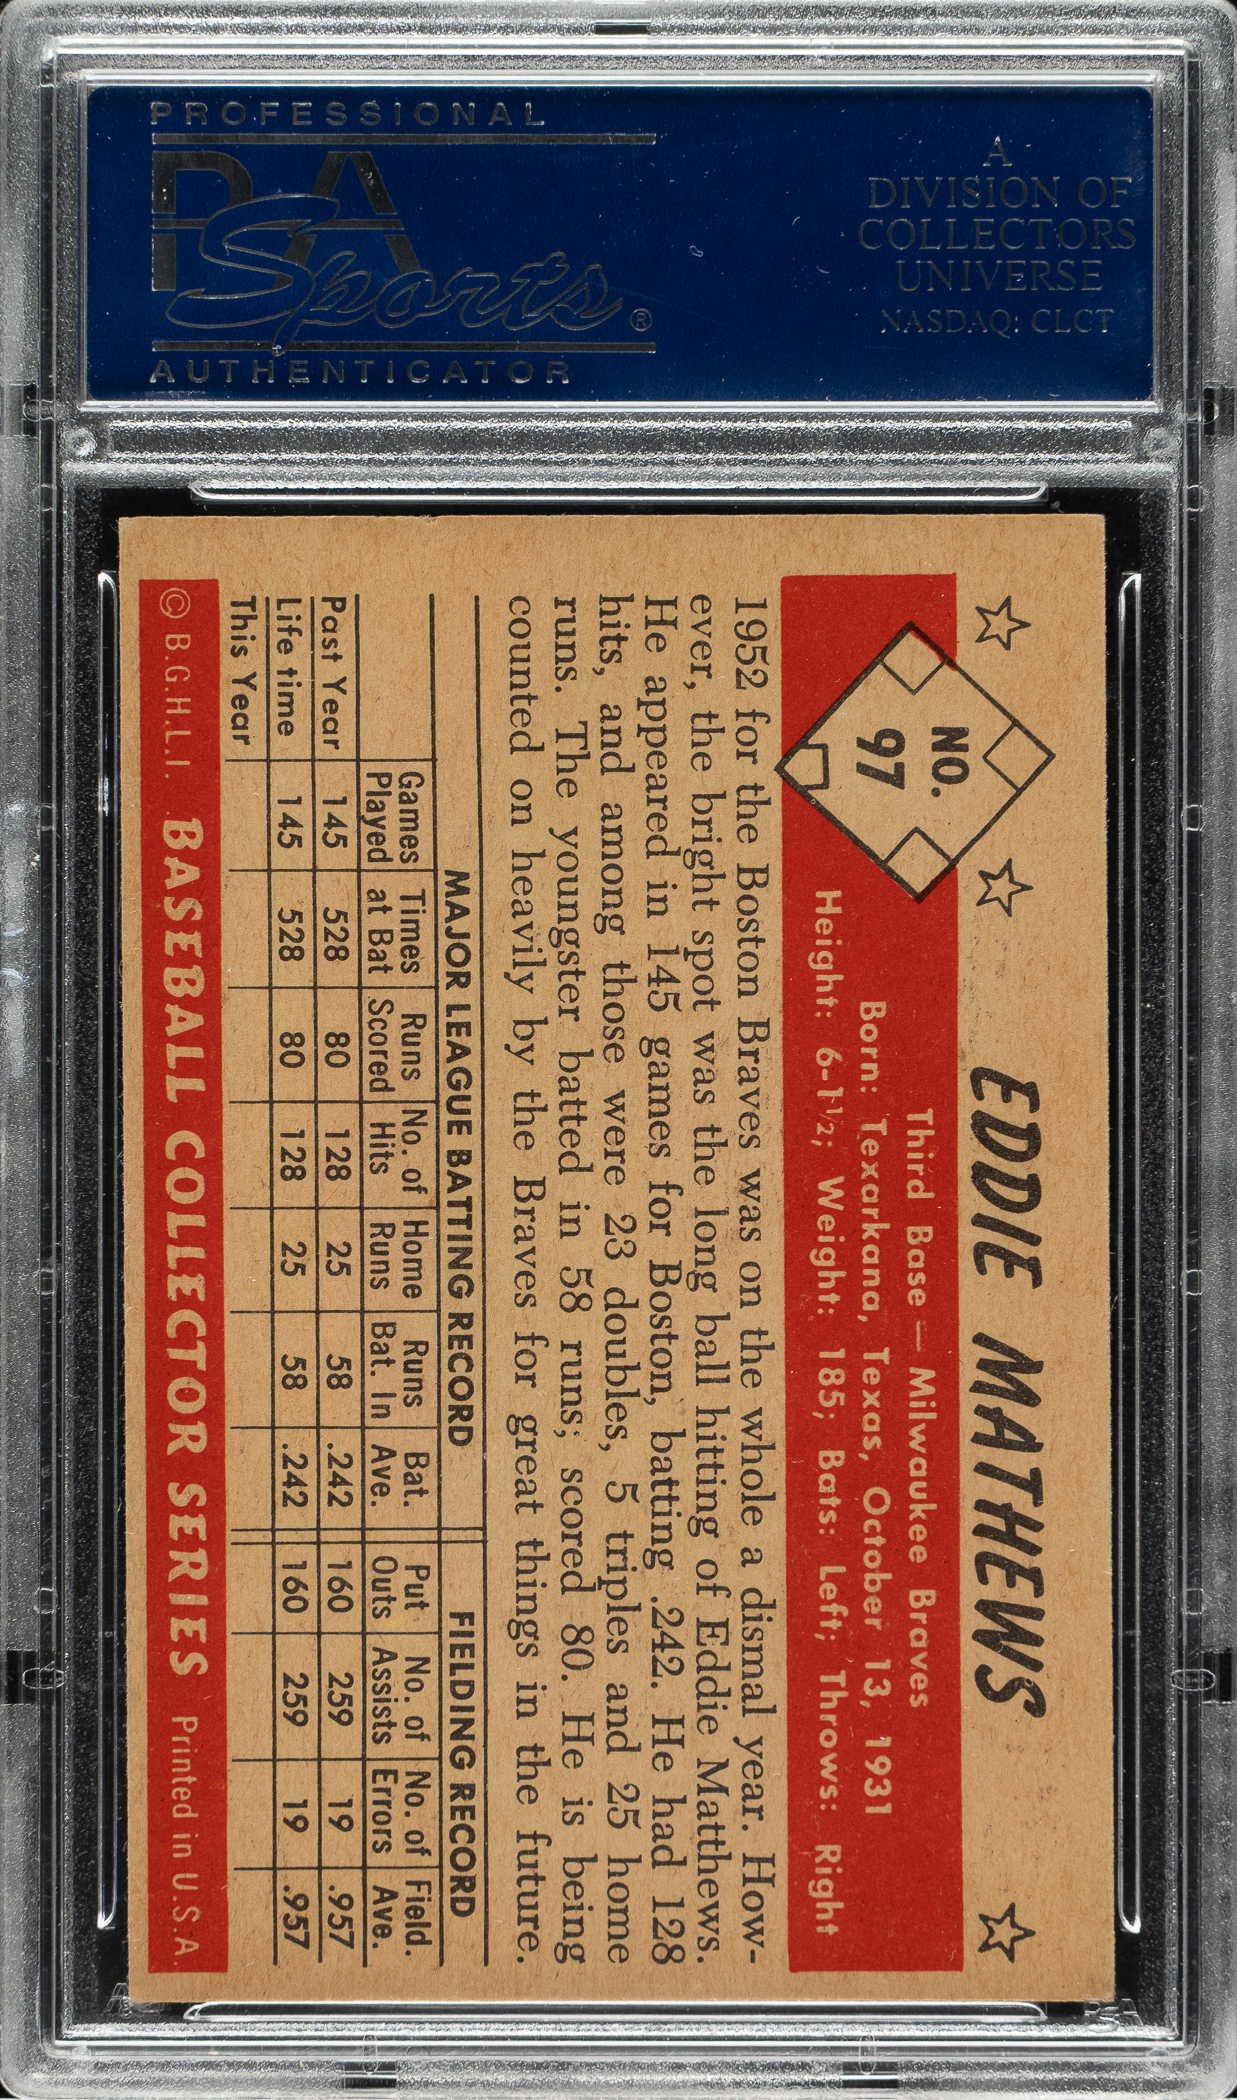 PROFESSIONAL
PSA
Sports®
AUTHENTICATOR
A
DIVISION OF
COLLECTORS
UNIVERSE
NASDAQ: CLCT
NO.
97
EDDIE MATHEWS
Third Base — Milwaukee Braves
Born: Texarkana, Texas, October 13, 1931
Height: 6-1½; Weight: 185; Bats: Left; Throws: Right
1952 for the Boston Braves was on the whole a dismal year. How-
ever, the bright spot was the long ball hitting of Eddie Matthews.
He appeared in 145 games for Boston, batting .242. He had 128
hits, and among those were 23 doubles, 5 triples and 25 home
runs. The youngster batted in 58 runs; scored 80. He is being
counted on heavily by the Braves for great things in the future.
MAJOR LEAGUE BATTING RECORD FIELDING RECORD
Games Times Runs No. of Home Runs Bat. Put No. of No. of Field.
Played at Bat Scored Hits Runs Bat. In Ave. Outs Assists Errors Ave.
Past Year 145 528 80 128 25 58 .242 160 259 19 .957
Life time 145 528 80 128 25 58 .242 160 259 19 .957
This Year
© B.G.H.L.I. BASEBALL COLLECTOR SERIES Printed in U.S.A.
PSA